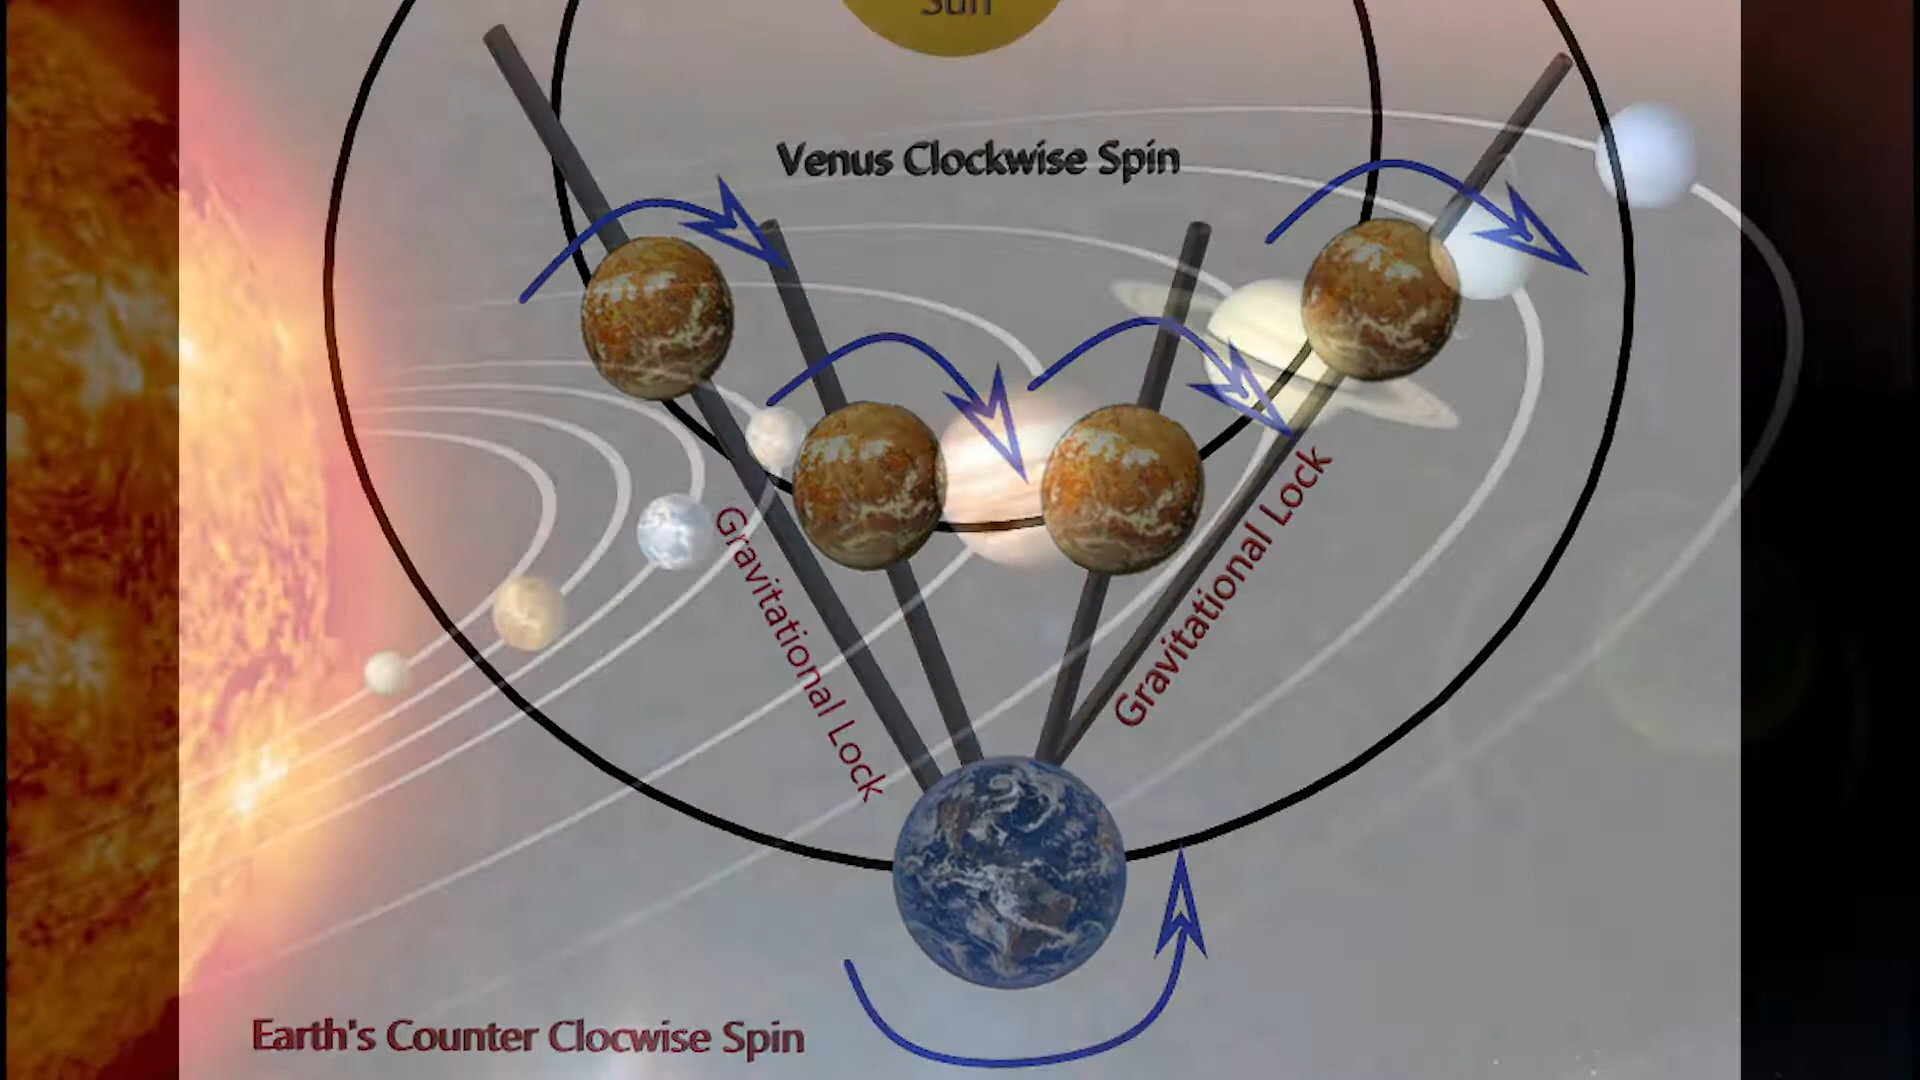 Sun
Venus Clockwise Spin
Gravitational Lock
Gravitational Lock
Earth's Counter Clocwise Spin